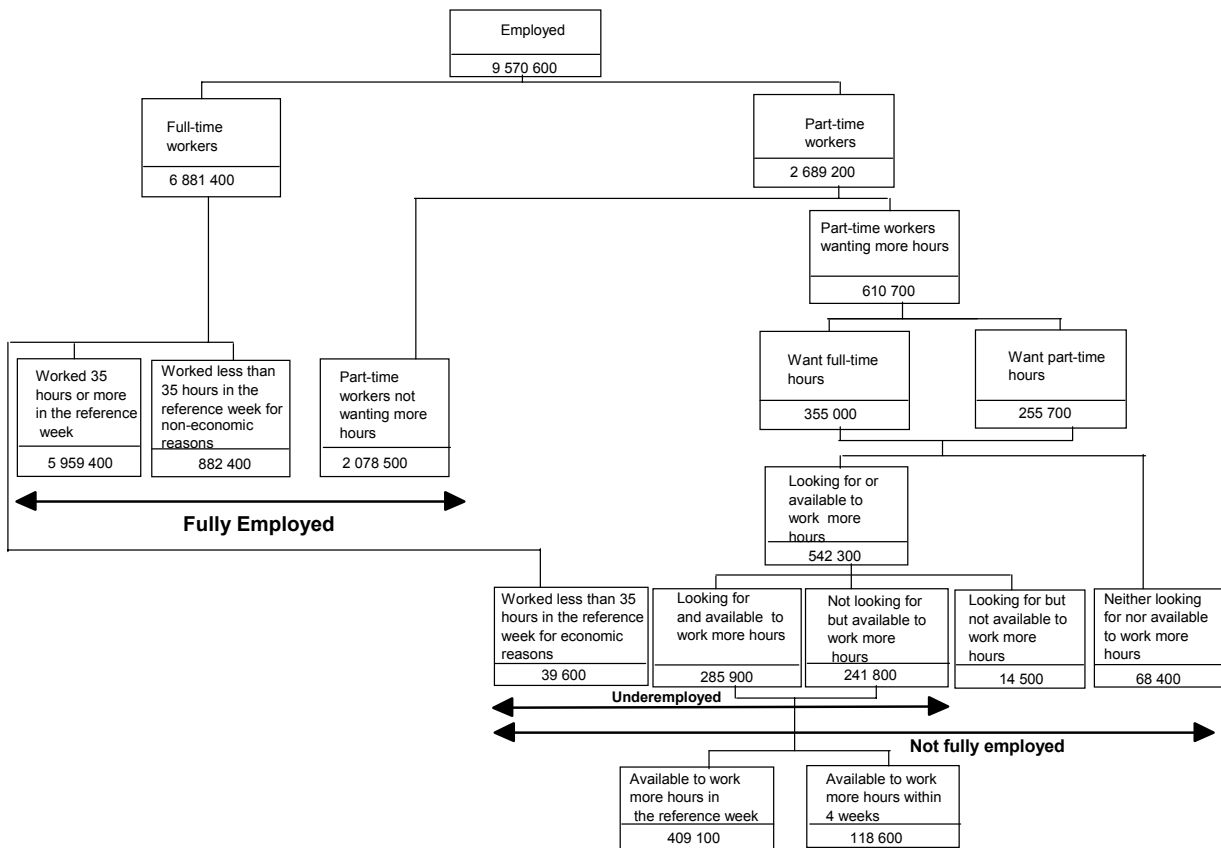 Employed
9 570 600
Full-time
workers
6 881 400
Part-time
workers
2 689 200
Part-time workers
wanting more hours
610 700
Worked 35
hours or more
in the reference
week
5 959 400
Worked less than
35 hours in the
reference week for
non-economic
reasons
882 400
Part-time
workers not
wanting more
hours
2 078 500
Want full-time
hours
355 000
Want part-time
hours
255 700
Fully Employed
Looking for or
available to
work more
hours
542 300
Worked less than 35
hours in the reference
week for economic
reasons
39 600
Looking for
and available to
work more hours
285 900
Not looking for
but available to
work more
hours
241 800
Looking for but
not available to
work more
hours
14 500
Neither looking
for nor available
to work more
hours
68 400
Underemployed
Not fully employed
Available to work
more hours in
the reference week
409 100
Available to work
more hours within
4 weeks
118 600